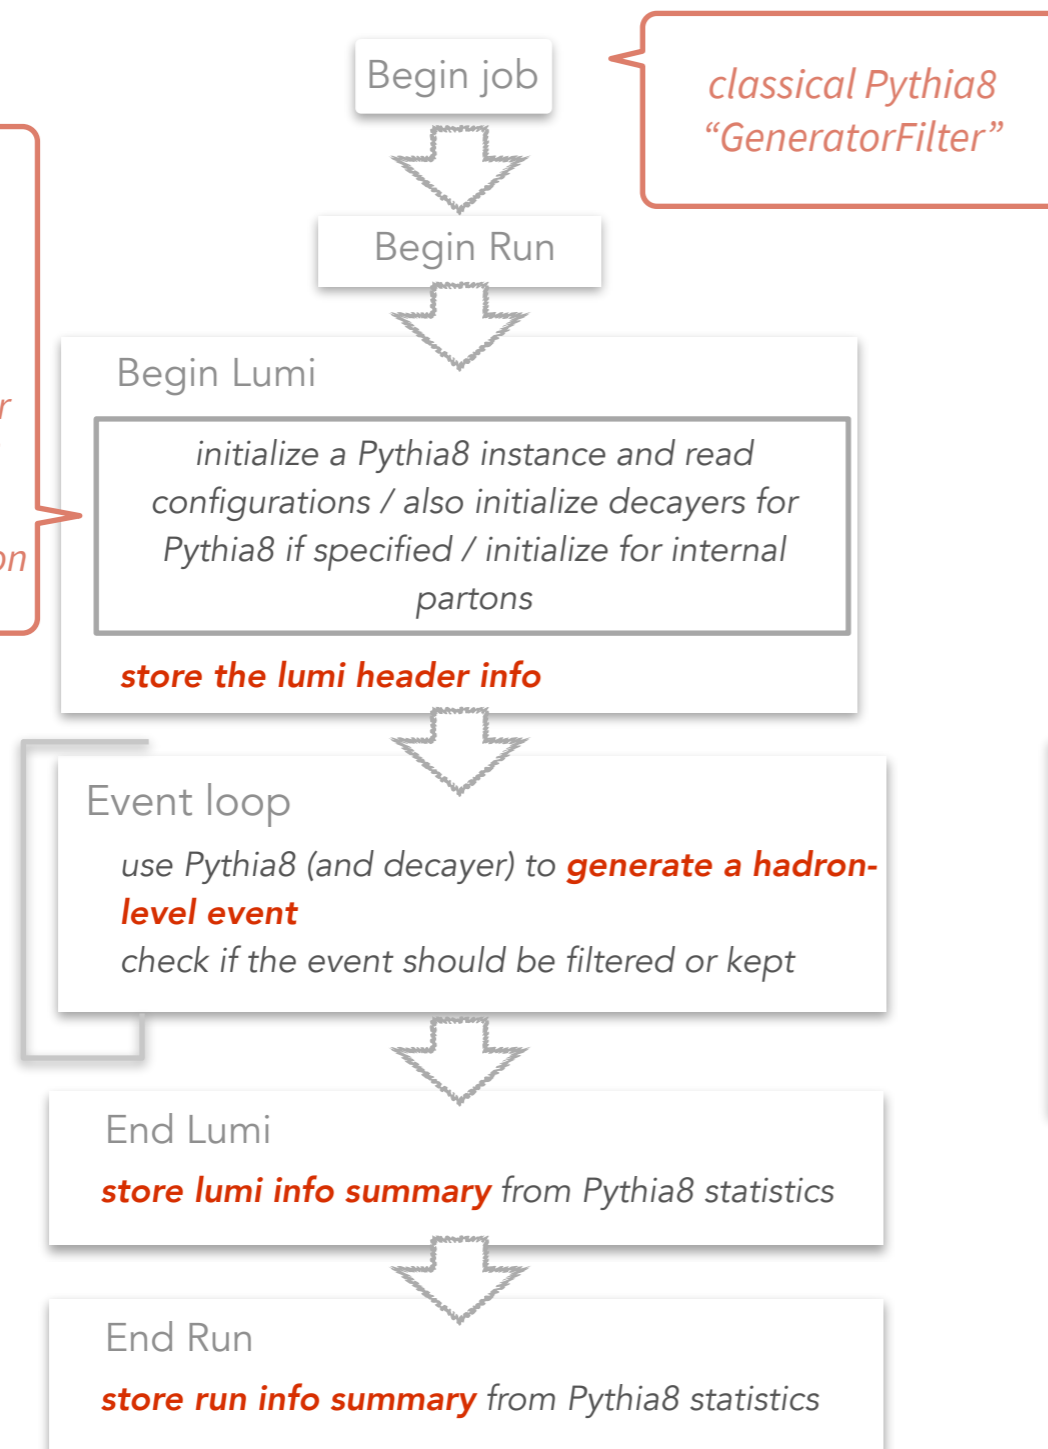 Begin job
classical Pythia8
“GeneratorFilter”
Begin Run
Begin Lumi
initialize a Pythia8 instance and read
configurations / also initialize decayers for
Pythia8 if specified / initialize for internal
partons
store the lumi header info
Event loop
use Pythia8 (and decayer) to generate a hadron-
level event
check if the event should be filtered or kept
End Lumi
store lumi info summary from Pythia8 statistics
End Run
store run info summary from Pythia8 statistics